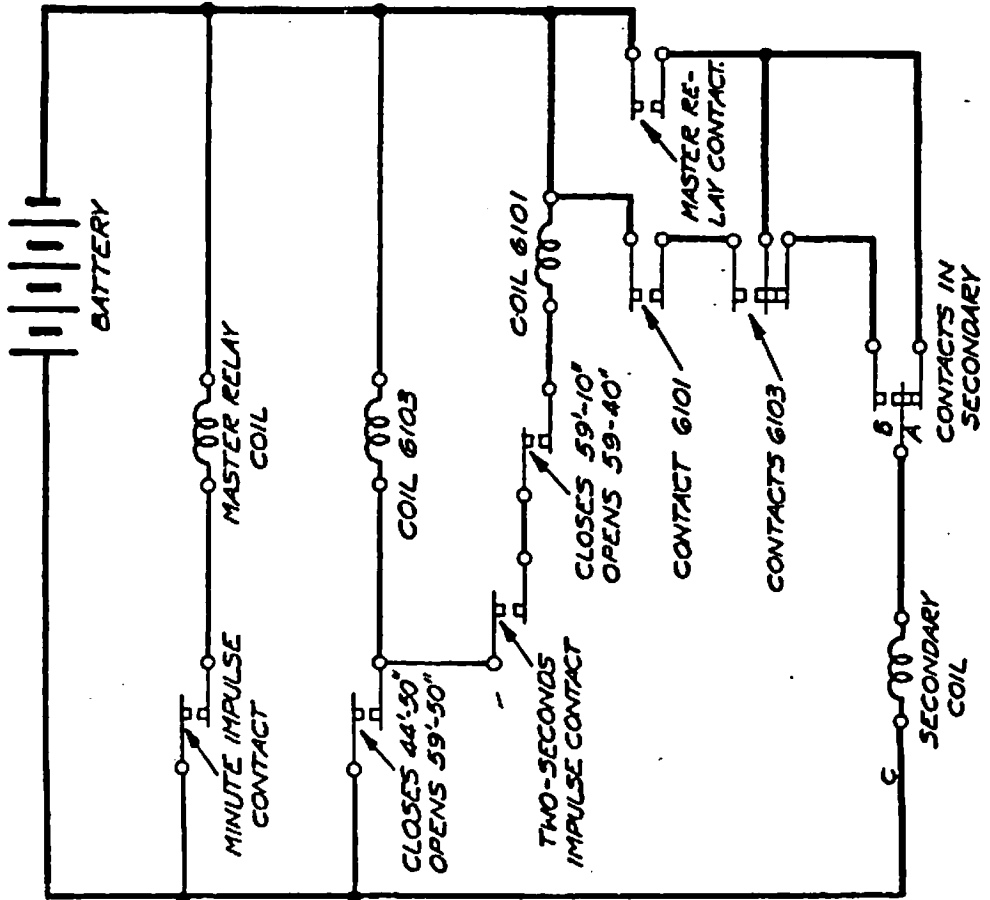 BATTERY
MASTER RELAY
COIL
MINUTE IMPULSE
CONTACT
COIL 6103
CLOSES 44'-50"
OPENS 59'-50"
TWO-SECONDS
IMPULSE CONTACT
COIL 6101
CLOSES 59'-10"
OPENS 59-40"
MASTER RE-
LAY CONTACT.
CONTACT 6101
CONTACTS 6103
B
A
CONTACTS IN
SECONDARY
C
SECONDARY
COIL